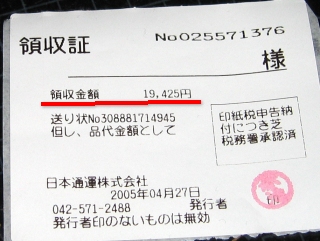 領収証
No025571376
様
領収金額 19,425円
送り状No308881714945
但し、品代金額として
印紙税申告納
付につき芝
税務署承認済
日本通運株式会社
2005年04月27日
042-571-2488 発行者
発行者印のないものは無効
印